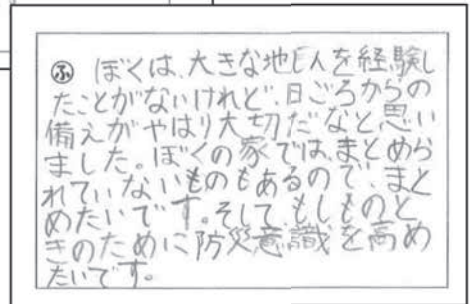 ㋫ ぼくは、大きな地しんを経験し
たことがないけれど、日ごろからの
備えがやはり大切だなと思い
ました。ぼくの家では、まとめら
れていないものもあるので、まと
めたいです。そしてもしものと
きのために防災意識を高め
たいです。